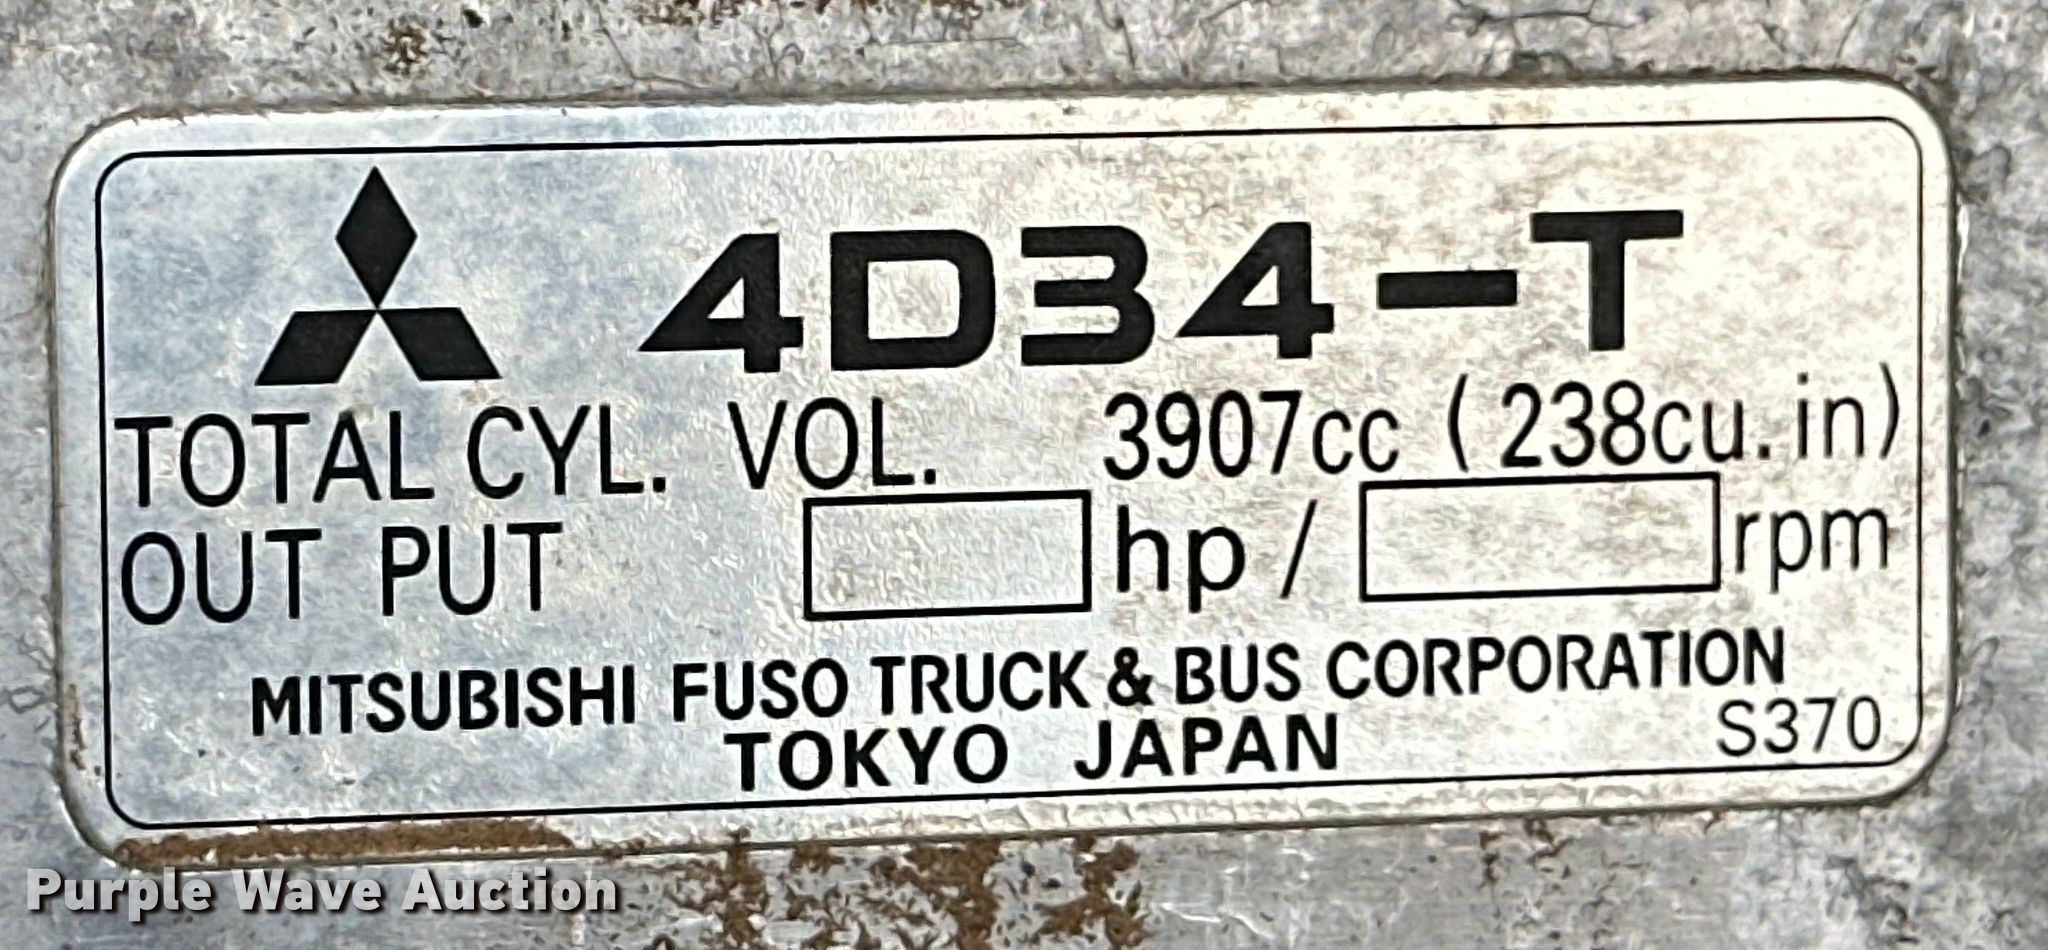 4D34-T
TOTAL CYL. VOL. 3907cc (238cu.in)
OUT PUT hp/ rpm
MITSUBISHI FUSO TRUCK & BUS CORPORATION
TOKYO JAPAN
S370
Purple Wave Auction